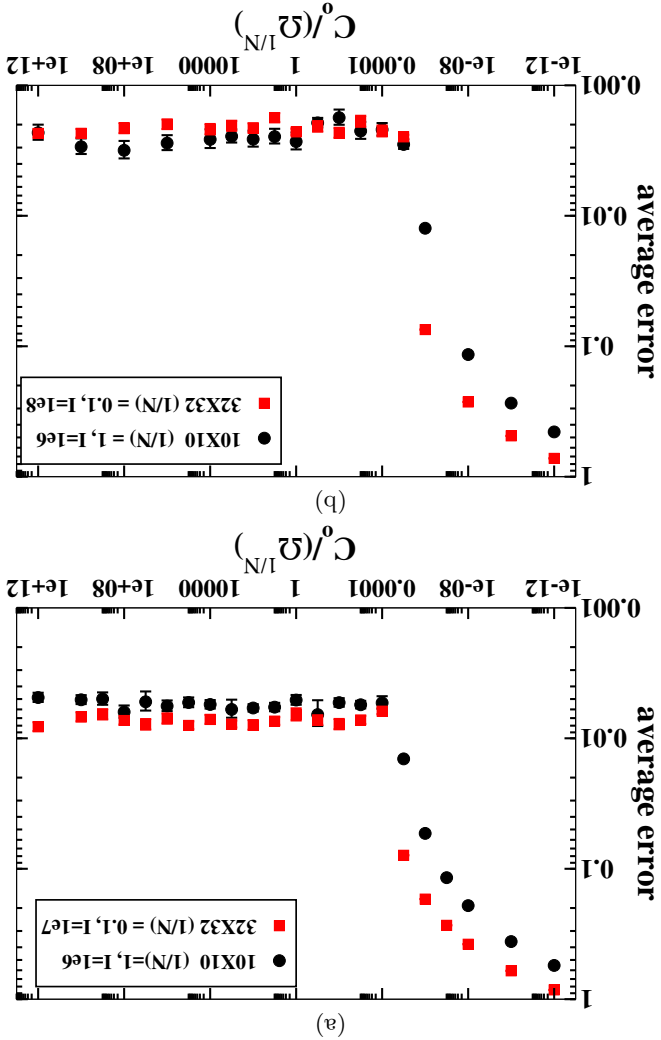 (a)
1
0.1
0.01
0.001
average error
10X10 (1/N)=1, I=1e6
32X32 (1/N) = 0.1, I=1e7
1e-12 1e-08 0.0001 1 10000 1e+08 1e+12
C_o/(Ω^{1/N})
(b)
1
0.1
0.01
0.001
average error
10X10 (1/N) = 1, I=1e6
32X32 (1/N) = 0.1, I=1e8
1e-12 1e-08 0.0001 1 10000 1e+08 1e+12
C_o/(Ω^{1/N})